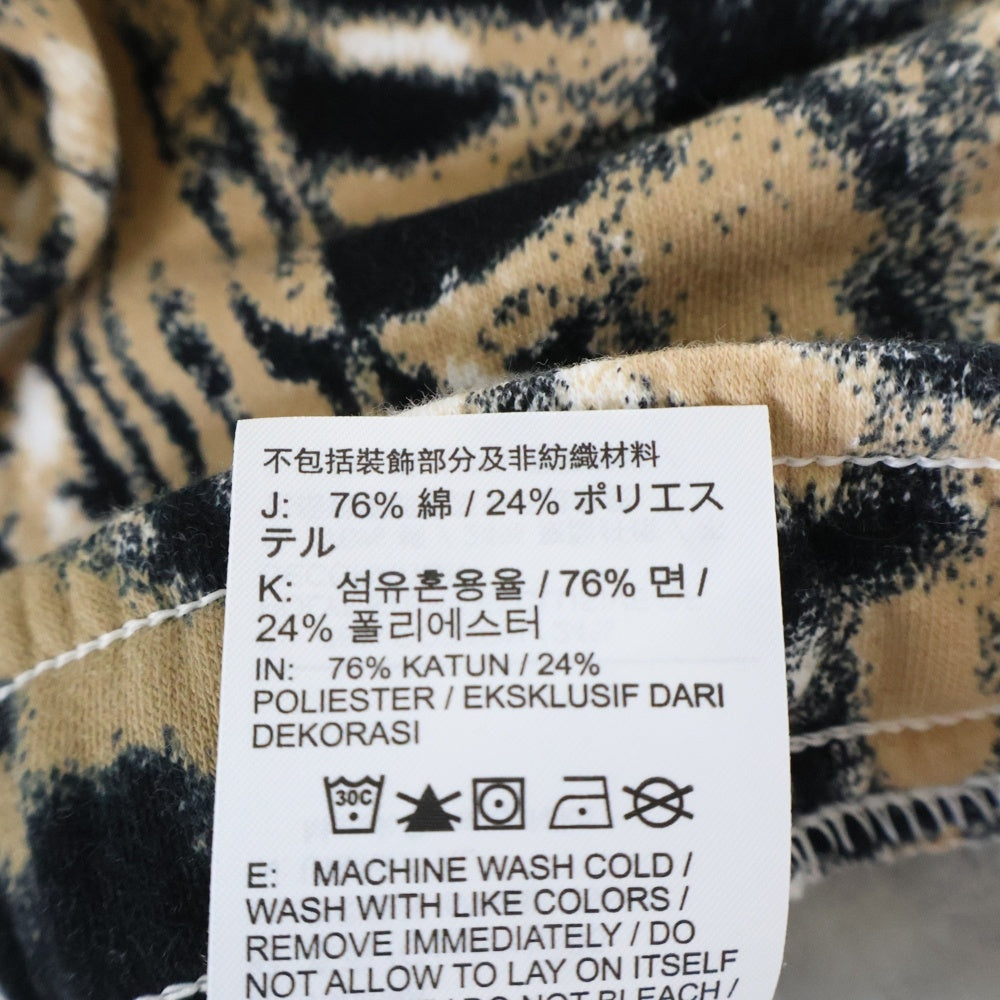 不包括裝飾部分及非紡織材料
J: 76% 綿 / 24% ポリエス
テル
K: 섬유혼용율 / 76% 면 /
24% 폴리에스터
IN: 76% KATUN / 24%
POLIESTER / EKSKLUSIF DARI
DEKORASI
30C
E: MACHINE WASH COLD /
WASH WITH LIKE COLORS /
REMOVE IMMEDIATELY / DO
NOT ALLOW TO LAY ON ITSELF
DO NOT BLEACH /